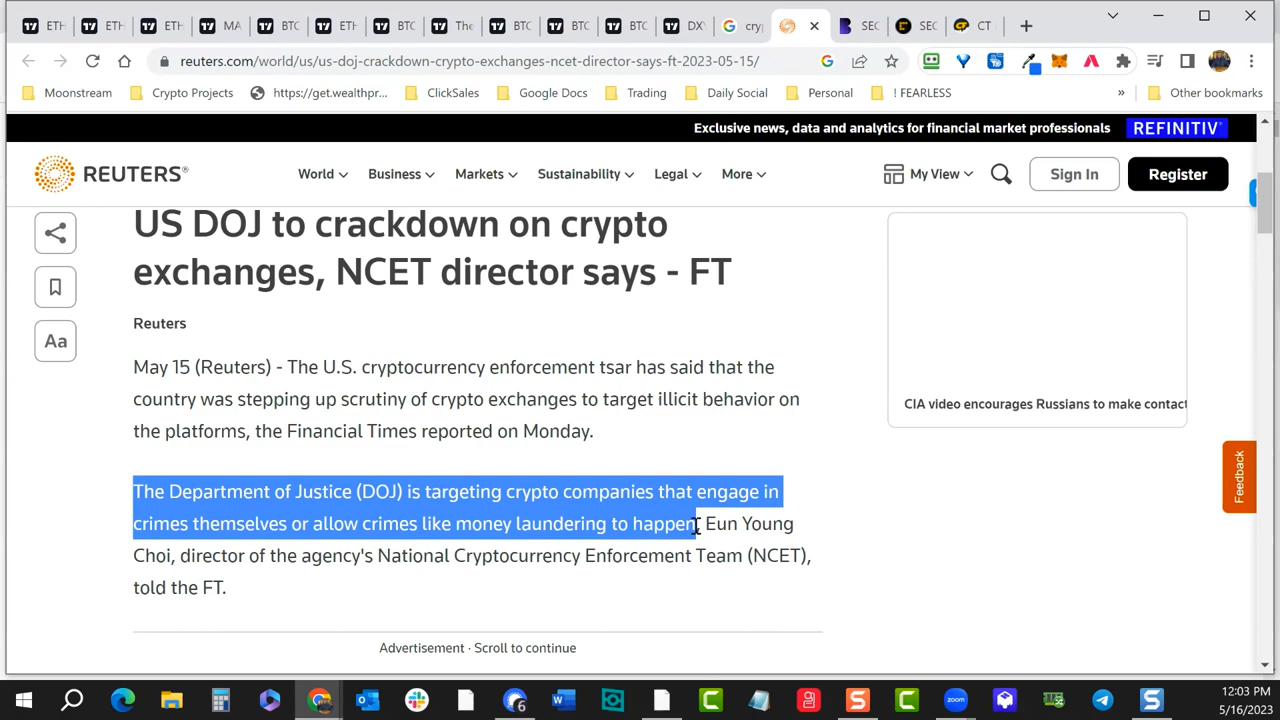 ETH
ETH
ETH
MA
BTC
ETH
BTC
The
BTC
BTC
BTC
DXY
cry
SEC
SEC
CT
reuters.com/world/us/us-doj-crackdown-crypto-exchanges-ncet-director-says-ft-2023-05-15/
Moonstream
Crypto Projects
https://get.wealthpr...
ClickSales
Google Docs
Trading
Daily Social
Personal
! FEARLESS
»
Other bookmarks
Exclusive news, data and analytics for financial market professionals REFINITIV
REUTERS®
World
Business
Markets
Sustainability
Legal
More
My View
Sign In
Register
US DOJ to crackdown on crypto
exchanges, NCET director says - FT
Aa
Reuters
May 15 (Reuters) - The U.S. cryptocurrency enforcement tsar has said that the
country was stepping up scrutiny of crypto exchanges to target illicit behavior on
the platforms, the Financial Times reported on Monday.
CIA video encourages Russians to make contact
The Department of Justice (DOJ) is targeting crypto companies that engage in
crimes themselves or allow crimes like money laundering to happen, Eun Young
Choi, director of the agency's National Cryptocurrency Enforcement Team (NCET),
told the FT.
Feedback
Advertisement · Scroll to continue
6
zoom
12:03 PM
5/16/2023